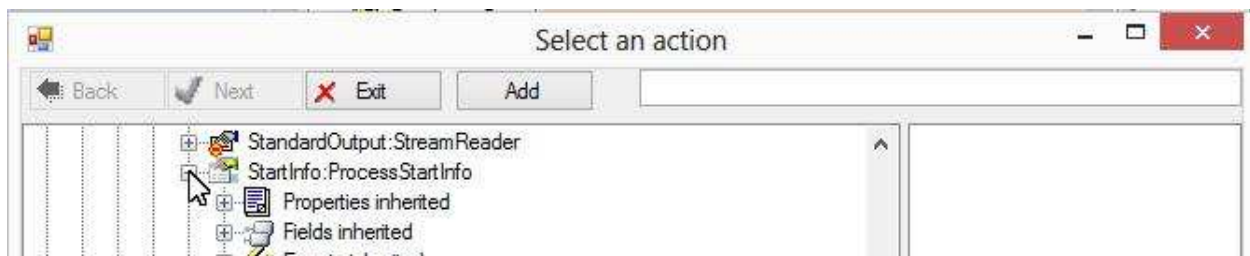 Select an action
Back Next Exit Add
StandardOutput:StreamReader
StartInfo:ProcessStartInfo
Properties inherited
Fields inherited